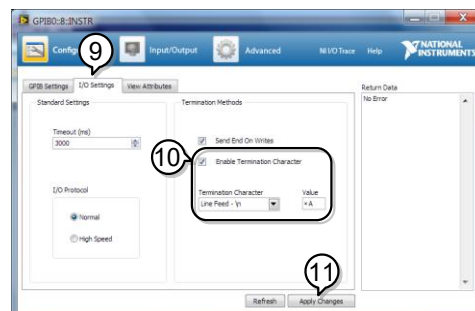 GPIB0::8::INSTR
Config
9
Input/Output
Advanced
NI I/O Trace
Help
NATIONAL
INSTRUMENTS
GPIB Settings
I/O Settings
View Attributes
Return Data
Standard Settings
Termination Methods
No Error
Timeout (ms)
3000
Send End On Writes
10
Enable Termination Character
I/O Protocol
Termination Character
Value
Line Feed - \n
xA
Normal
High Speed
11
Refresh
Apply Changes